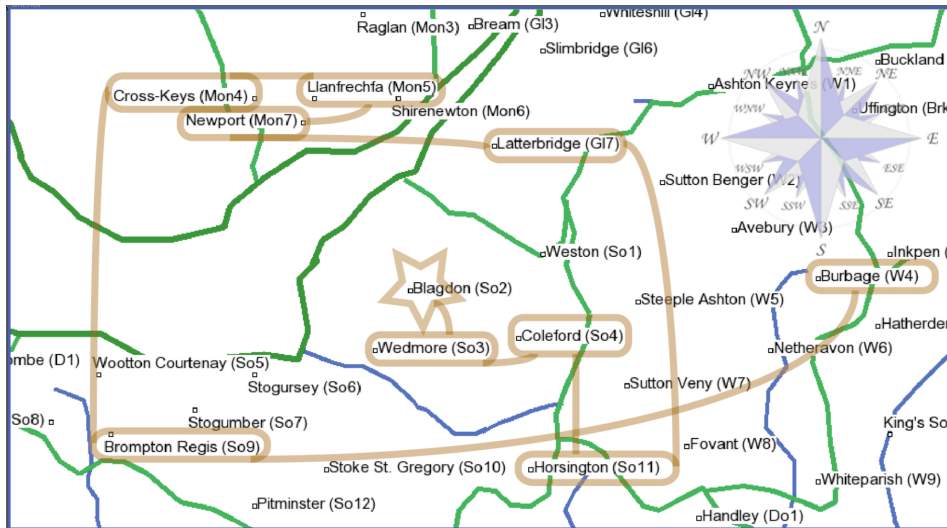 Raglan (Mon3)
Bream (Gl3)
Whiteshill (Gl4)
Slimbridge (Gl6)
N
Buckland
NW
NNE
NE
Cross-Keys (Mon4)
Llanfrechfa (Mon5)
Ashton Keynes (W1)
WNW
Uffington (Brk
Shirenewton (Mon6)
Newport (Mon7)
W
E
Latterbridge (Gl7)
WSW
ESE
Sutton Benger (W2)
SW
SSW
SSE
SE
Avebury (W3)
S
Weston (So1)
Inkpen (
Burbage (W4)
Blagdon (So2)
Steeple Ashton (W5)
Hatherden
Wedmore (So3)
Coleford (So4)
Netheravon (W6)
ombe (D1)
Wootton Courtenay (So5)
Stogursey (So6)
Sutton Veny (W7)
So8)
Stogumber (So7)
King's So
Brompton Regis (So9)
Fovant (W8)
Stoke St. Gregory (So10)
Horsington (So11)
Whiteparish (W9)
Pitminster (So12)
Handley (Do1)